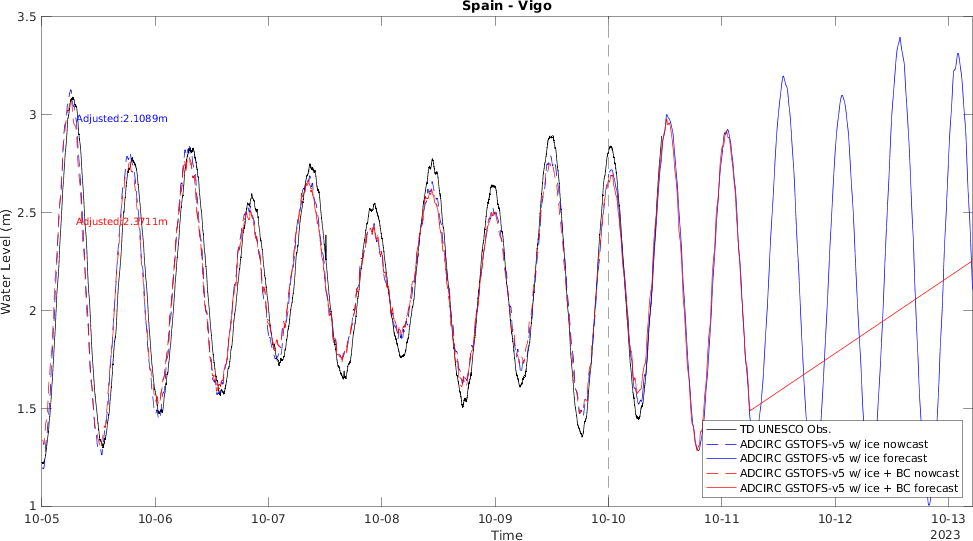 Spain - Vigo
3.5
3
2.5
2
1.5
1
Water Level (m)
Adjusted:2.1089m
Adjusted:2.3711m
TD UNESCO Obs.
ADCIRC GSTOFS-v5 w/ ice nowcast
ADCIRC GSTOFS-v5 w/ ice forecast
ADCIRC GSTOFS-v5 w/ ice + BC nowcast
ADCIRC GSTOFS-v5 w/ ice + BC forecast
10-05 10-06 10-07 10-08 10-09 10-10 10-11 10-12 10-13
Time 2023